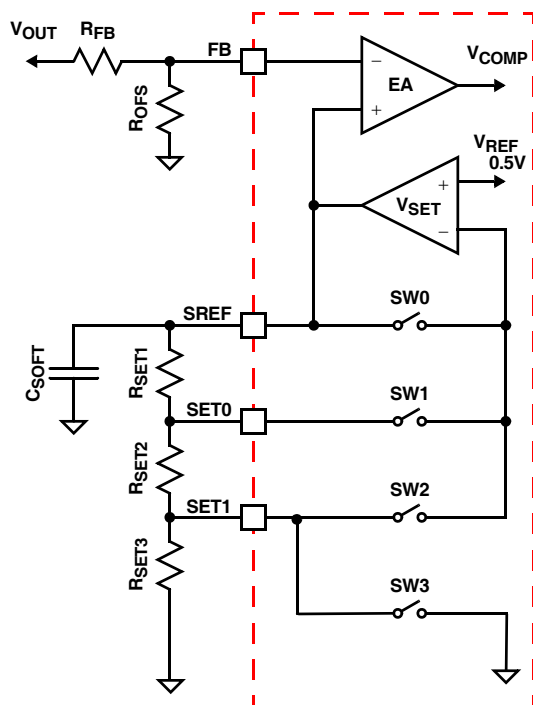 VOUT
RFB
FB
ROFS
−
+
EA
VCOMP
VREF
0.5V
+
−
VSET
SREF
SW0
CSOFT
RSET1
SET0
SW1
RSET2
SET1
SW2
RSET3
SW3